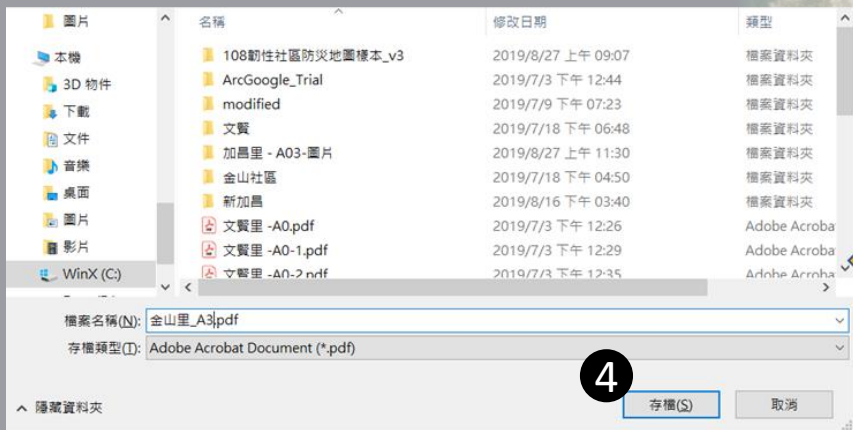 圖片
本機
3D 物件
下載
文件
音樂
桌面
圖片
影片
WinX (C:)
名稱 修改日期 類型
108韌性社區防災地圖樣本_v3 2019/8/27 上午 09:07 檔案資料夾
ArcGoogle_Trial 2019/7/3 下午 12:44 檔案資料夾
modified 2019/7/9 下午 07:23 檔案資料夾
文賢 2019/7/18 下午 06:48 檔案資料夾
加昌里 - A03-圖片 2019/8/27 上午 11:30 檔案資料夾
金山社區 2019/7/18 下午 04:50 檔案資料夾
新加昌 2019/8/16 下午 03:40 檔案資料夾
文賢里 -A0.pdf 2019/7/3 下午 12:26 Adobe Acroba
文賢里 -A0-1.pdf 2019/7/3 下午 12:29 Adobe Acroba
文賢里 -A0-2.pdf 2019/7/3 下午 12:35 Adobe Acroba
檔案名稱(N): 金山里_A3.pdf
存檔類型(T): Adobe Acrobat Document (*.pdf)
4
隱藏資料夾 存檔(S) 取消